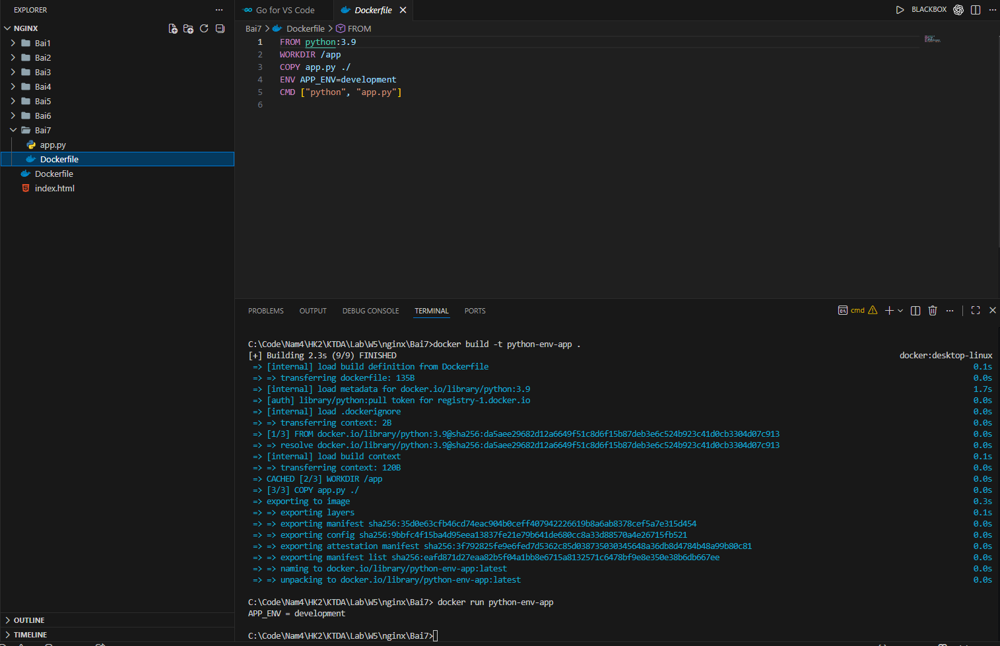 EXPLORER
NGINX
Bai1
Bai2
Bai3
Bai4
Bai5
Bai6
Bai7
app.py
Dockerfile
Dockerfile
index.html
OUTLINE
TIMELINE
Go for VS Code
Dockerfile
BLACKBOX
Bai7 > Dockerfile > FROM
1 FROM python:3.9
2 WORKDIR /app
3 COPY app.py ./
4 ENV APP_ENV=development
5 CMD ["python", "app.py"]
6
PROBLEMS OUTPUT DEBUG CONSOLE TERMINAL PORTS
cmd
C:\Code\Nam4\HK2\KTDA\Lab\W5\nginx\Bai7>docker build -t python-env-app .
[+] Building 2.3s (9/9) FINISHED docker:desktop-linux
=> [internal] load build definition from Dockerfile 0.1s
=> => transferring dockerfile: 135B 0.0s
=> [internal] load metadata for docker.io/library/python:3.9 1.7s
=> [auth] library/python:pull token for registry-1.docker.io 0.0s
=> [internal] load .dockerignore 0.0s
=> => transferring context: 2B 0.0s
=> [1/3] FROM docker.io/library/python:3.9@sha256:da5aee29682d12a6649f51c8d6f15b87deb3e6c524b923c41d0cb3304d07c913 0.0s
=> => resolve docker.io/library/python:3.9@sha256:da5aee29682d12a6649f51c8d6f15b87deb3e6c524b923c41d0cb3304d07c913 0.0s
=> [internal] load build context 0.1s
=> => transferring context: 120B 0.0s
=> CACHED [2/3] WORKDIR /app 0.0s
=> [3/3] COPY app.py ./ 0.0s
=> exporting to image 0.3s
=> => exporting layers 0.1s
=> => exporting manifest sha256:35d0e63cfb46cd74eac904b0ceff407942226619b8a6ab8378cef5a7e315d454 0.0s
=> => exporting config sha256:9bbfc4f15ba4d95eea13837fe21e79b641de680cc8a33d88570a4e26715fb521 0.0s
=> => exporting attestation manifest sha256:3f792825fe9e6fed7d5362c85d038735030345648a36db8d4784b48a99b80c81 0.0s
=> => exporting manifest list sha256:eafd871d27eaa82b5f04a1bb8e6715a8132571c6478bf9e8e350e38b6db667ee 0.0s
=> => naming to docker.io/library/python-env-app:latest 0.0s
=> => unpacking to docker.io/library/python-env-app:latest 0.0s
C:\Code\Nam4\HK2\KTDA\Lab\W5\nginx\Bai7> docker run python-env-app
APP_ENV = development
C:\Code\Nam4\HK2\KTDA\Lab\W5\nginx\Bai7>